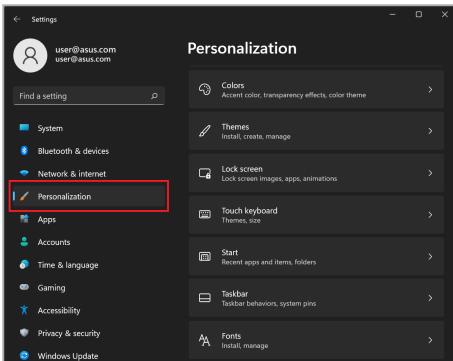 Settings
user@asus.com
user@asus.com
Find a setting
System
Bluetooth & devices
Network & internet
Personalization
Apps
Accounts
Time & language
Gaming
Accessibility
Privacy & security
Windows Update
Personalization
Colors
Accent color, transparency effects, color theme
Themes
Install, create, manage
Lock screen
Lock screen images, apps, animations
Touch keyboard
Themes, size
Start
Recent apps and items, folders
Taskbar
Taskbar behaviors, system pins
Fonts
Install, manage